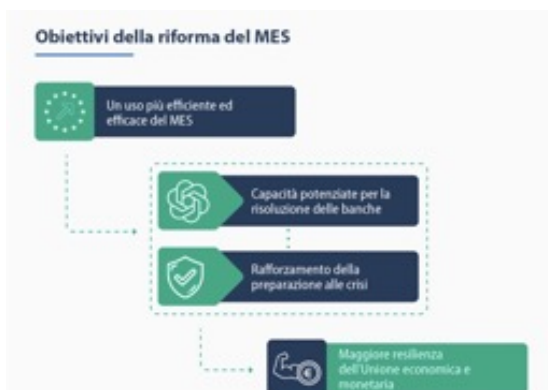 Obiettivi della riforma del MES
Un uso più efficiente ed
efficace del MES
Capacità potenziate per la
risoluzione delle banche
Rafforzamento della
preparazione alle crisi
Maggiore resilienza
dell'Unione economica e
monetaria